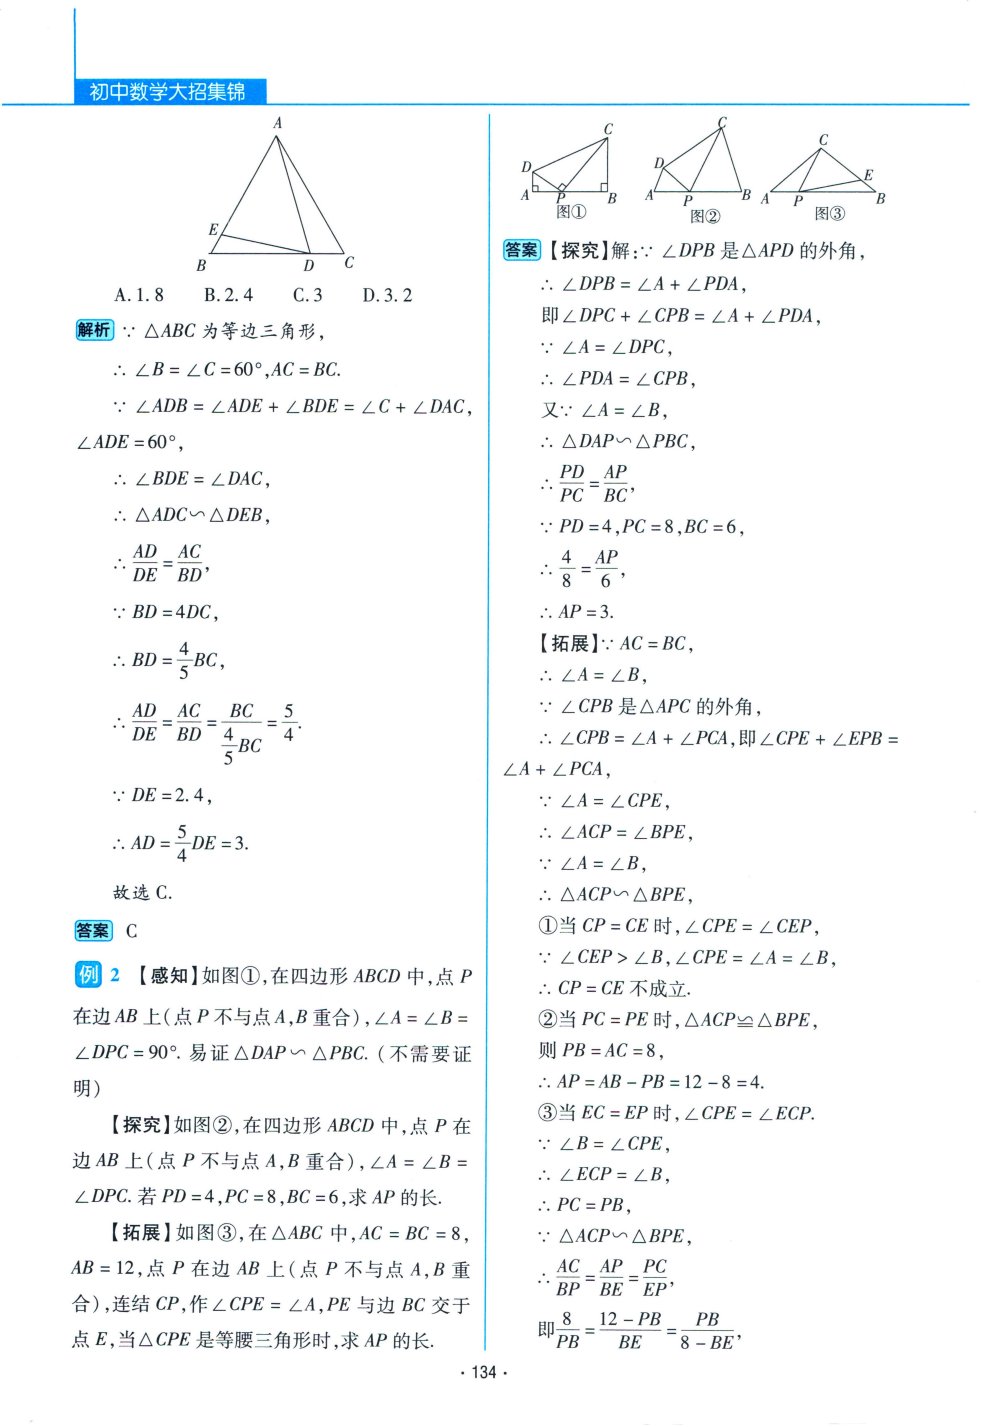 初中数学大招集锦
A
E
B
D
C
A.1.8 B.2.4 C.3 D.3.2
解析 ∵ △ABC 为等边三角形,
∴ ∠B = ∠C = 60°,AC = BC.
∵ ∠ADB = ∠ADE + ∠BDE = ∠C + ∠DAC,
∠ADE = 60°,
∴ ∠BDE = ∠DAC,
∴ △ADC∽△DEB,
∴ AD/DE = AC/BD,
∵ BD = 4DC,
∴ BD = 4/5 BC,
∴ AD/DE = AC/BD = BC/(4/5 BC) = 5/4.
∵ DE = 2.4,
∴ AD = 5/4 DE = 3.
故选 C.
答案 C
例 2 【感知】如图①,在四边形 ABCD 中,点 P
在边 AB 上(点 P 不与点 A,B 重合),∠A = ∠B =
∠DPC = 90°. 易证 △DAP∽△PBC. (不需要证
明)
【探究】如图②,在四边形 ABCD 中,点 P 在
边 AB 上(点 P 不与点 A,B 重合),∠A = ∠B =
∠DPC. 若 PD = 4,PC = 8,BC = 6,求 AP 的长.
【拓展】如图③,在 △ABC 中,AC = BC = 8,
AB = 12,点 P 在边 AB 上(点 P 不与点 A,B 重
合),连结 CP,作 ∠CPE = ∠A,PE 与边 BC 交于
点 E,当△CPE 是等腰三角形时,求 AP 的长.
C
D
A P B
图①
C
D
A P B
图②
C
E
A P B
图③
答案 【探究】解:∵ ∠DPB 是△APD 的外角,
∴ ∠DPB = ∠A + ∠PDA,
即∠DPC + ∠CPB = ∠A + ∠PDA,
∵ ∠A = ∠DPC,
∴ ∠PDA = ∠CPB,
又∵ ∠A = ∠B,
∴ △DAP∽△PBC,
∴ PD/PC = AP/BC,
∵ PD = 4,PC = 8,BC = 6,
∴ 4/8 = AP/6,
∴ AP = 3.
【拓展】∵ AC = BC,
∴ ∠A = ∠B,
∵ ∠CPB 是△APC 的外角,
∴ ∠CPB = ∠A + ∠PCA,即∠CPE + ∠EPB =
∠A + ∠PCA,
∵ ∠A = ∠CPE,
∴ ∠ACP = ∠BPE,
∵ ∠A = ∠B,
∴ △ACP∽△BPE,
①当 CP = CE 时,∠CPE = ∠CEP,
∵ ∠CEP > ∠B,∠CPE = ∠A = ∠B,
∴ CP = CE 不成立.
②当 PC = PE 时,△ACP≌△BPE,
则 PB = AC = 8,
∴ AP = AB − PB = 12 − 8 = 4.
③当 EC = EP 时,∠CPE = ∠ECP.
∵ ∠B = ∠CPE,
∴ ∠ECP = ∠B,
∴ PC = PB,
∵ △ACP∽△BPE,
∴ AC/BP = AP/BE = PC/EP,
即 8/PB = (12 − PB)/BE = PB/(8 − BE),
· 134 ·